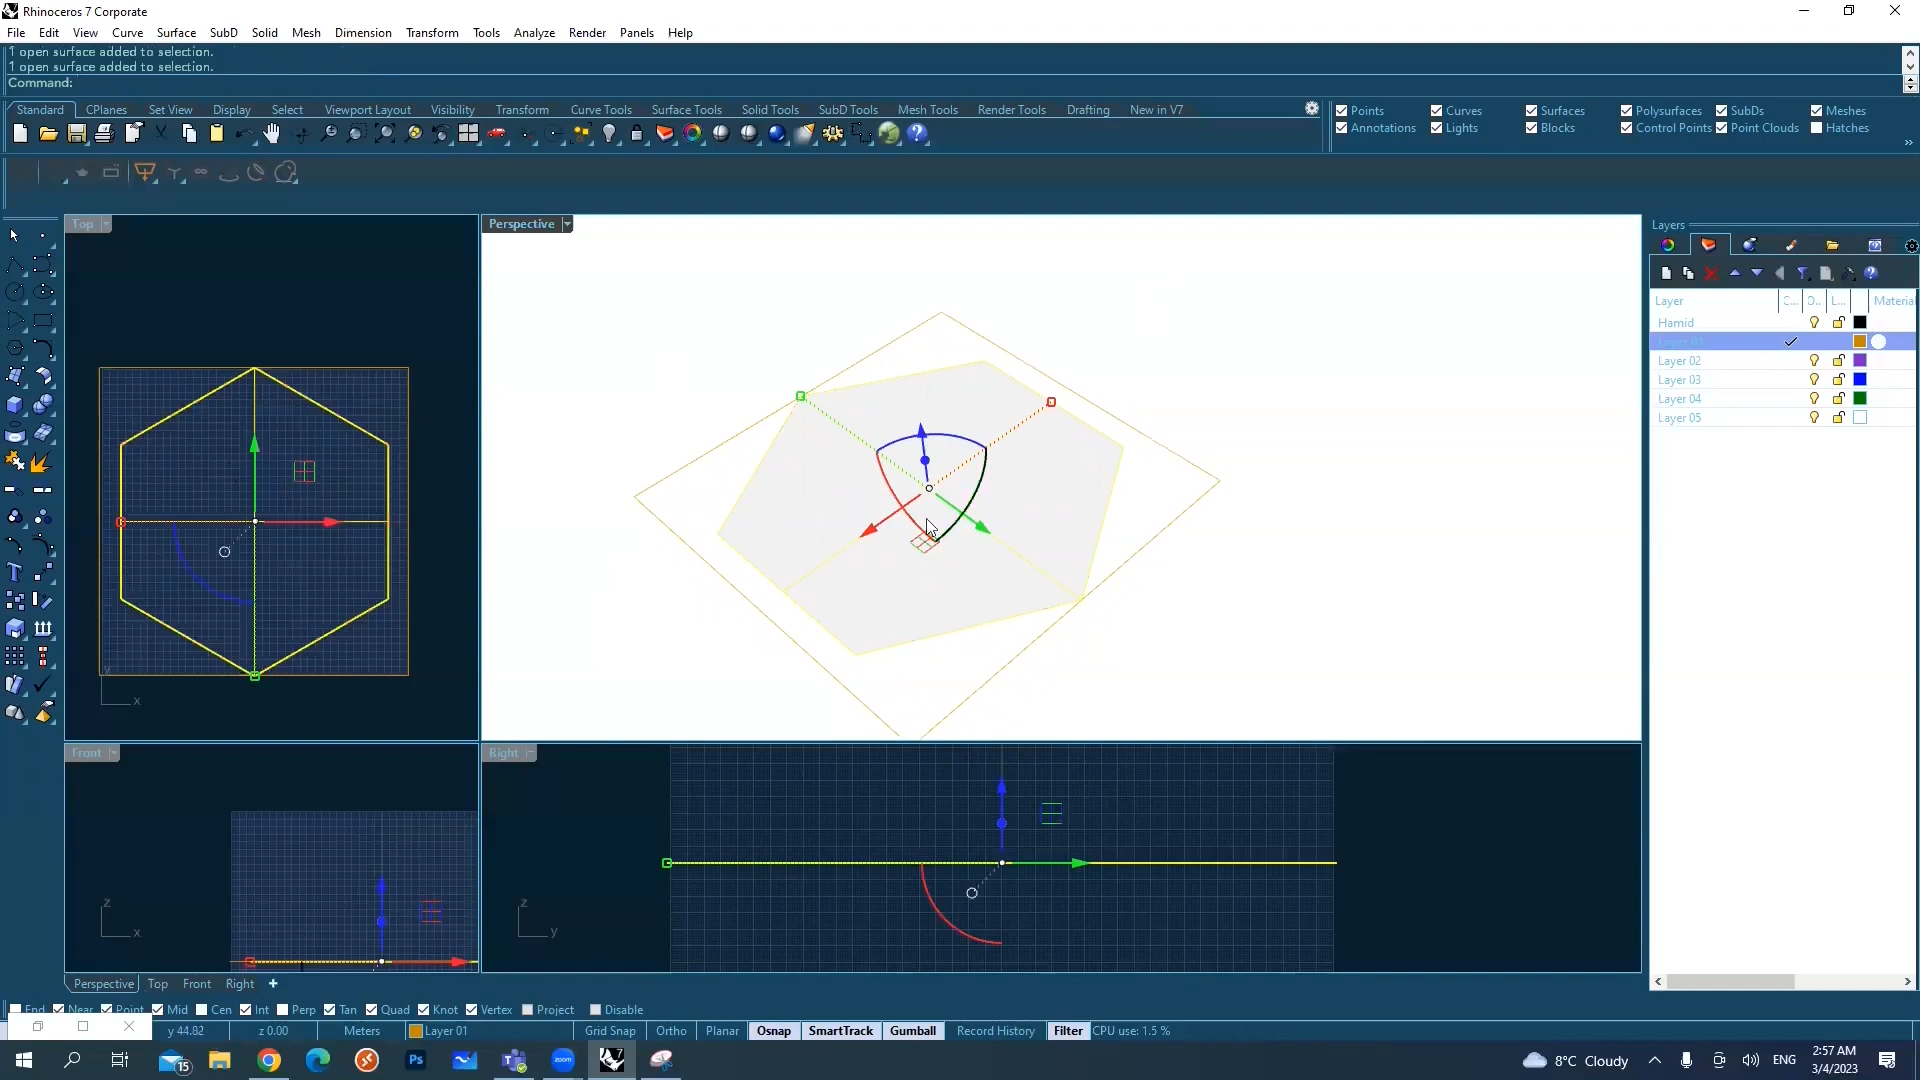 Rhinoceros 7 Corporate
File Edit View Curve Surface Solid SubD Mesh Dimension Transform Tools Analyze Render Panels Help
1 open surface added to selection.
1 open surface added to selection.
Command:
Standard CPlanes Set View Display Select Viewport Layout Visibility Transform Curve Tools Surface Tools Solid Tools SubD Tools Mesh Tools Render Tools Drafting New in V7
Points Curves Surfaces Polysurfaces SubDs Meshes
Annotations Lights Blocks Control Points Point Clouds Hatches
Top
Perspective
Layers
Layer C... O.. L... Material
Hamid
Layer 01
Layer 02
Layer 03
Layer 04
Layer 05
y
x
Front
Right
z
x
z
y
Perspective Top Front Right
End Near Point Mid Cen Int Perp Tan Quad Knot Vertex Project Disable
y 44.82 z 0.00 Meters Layer 01 Grid Snap Ortho Planar Osnap SmartTrack Gumball Record History Filter CPU use: 1.5 %
15
Ps
zoom
7
8°C Cloudy
ENG
2:57 AM
3/4/2023